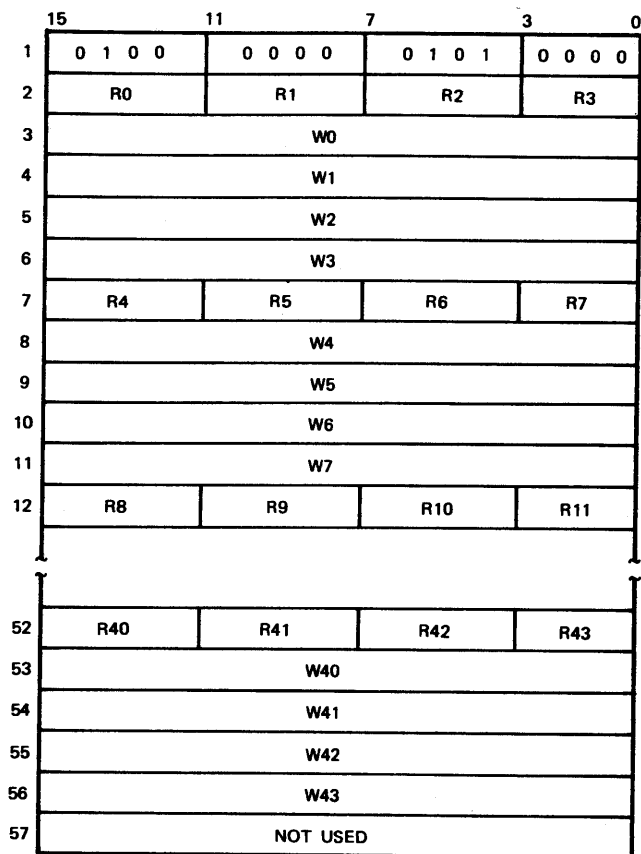 15 11 7 3 0
1 0 1 0 0 0 0 0 0 0 1 0 1 0 0 0 0
2 R0 R1 R2 R3
3 W0
4 W1
5 W2
6 W3
7 R4 R5 R6 R7
8 W4
9 W5
10 W6
11 W7
12 R8 R9 R10 R11
52 R40 R41 R42 R43
53 W40
54 W41
55 W42
56 W43
57 NOT USED